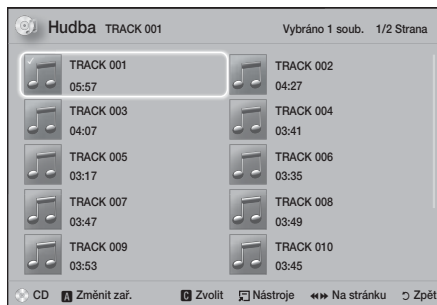 Hudba TRACK 001 Vybráno 1 soub. 1/2 Strana
TRACK 001 TRACK 002
05:57 04:27
TRACK 003 TRACK 004
04:07 03:41
TRACK 005 TRACK 006
03:17 03:35
TRACK 007 TRACK 008
03:47 03:49
TRACK 009 TRACK 010
03:53 03:45
CD A Změnit zař. C Zvolit Nástroje Na stránku Zpět